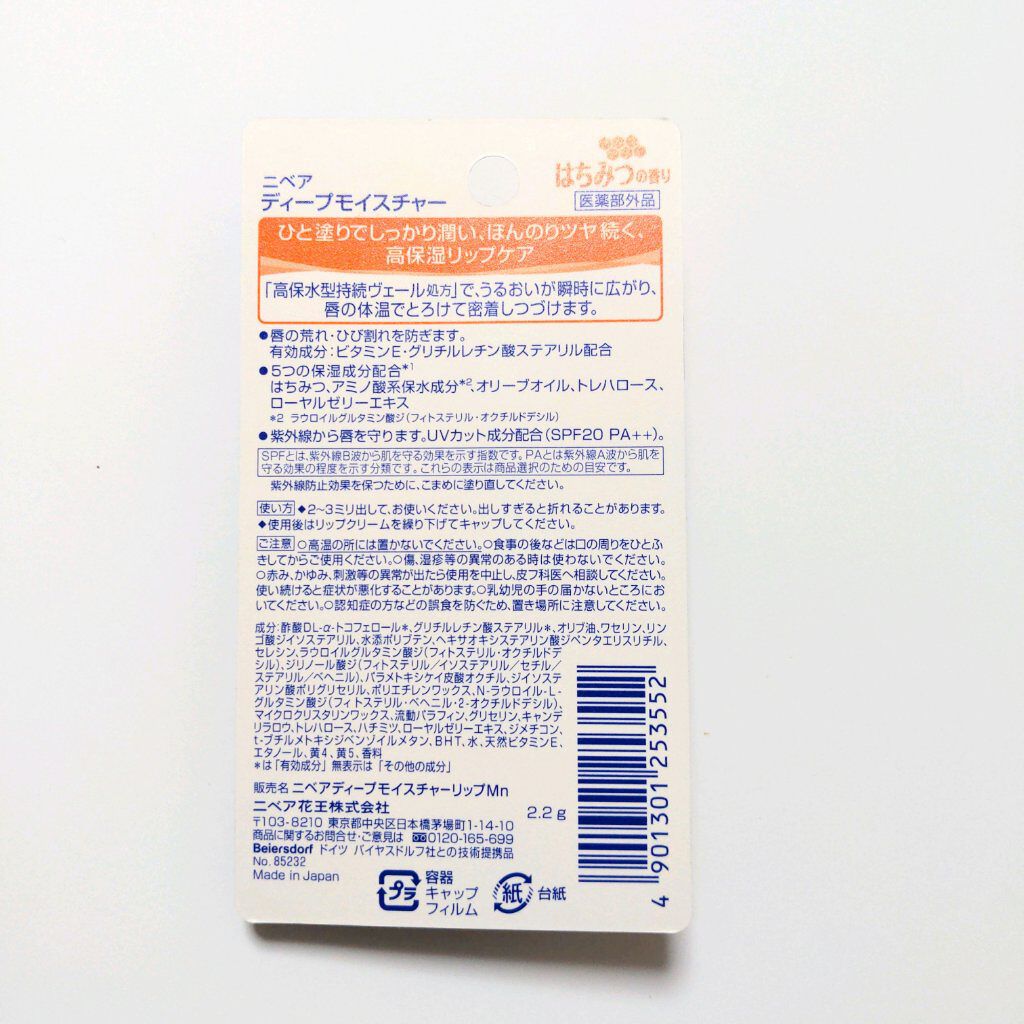 ニベア
ディープモイスチャー
はちみつの香り
医薬部外品
ひと塗りでしっかり潤い、ほんのりツヤ続く、
高保湿リップケア
「高保水型持続ヴェール処方」で、うるおいが瞬時に広がり、
唇の体温でとろけて密着しつづけます。
●唇の荒れ・ひび割れを防ぎます。
有効成分：ビタミンE・グリチルレチン酸ステアリル配合
●5つの保湿成分配合*1
はちみつ、アミノ酸系保水成分*2、オリーブオイル、トレハロース、
ローヤルゼリーエキス
*2 ラウロイルグルタミン酸ジ(フィトステリル・オクチルドデシル)
●紫外線から唇を守ります。UVカット成分配合(SPF20 PA++)。
SPFとは、紫外線B波から肌を守る効果を示す指数です。PAとは紫外線A波から肌を
守る効果の程度を示す分類です。これらの表示は商品選択のための目安です。
紫外線防止効果を保つために、こまめに塗り直してください。
使い方 ◆2〜3ミリ出して、お使いください。出しすぎると折れることがあります。
◆使用後はリップクリームを繰り下げてキャップしてください。
ご注意 ○高温の所には置かないでください。○食事の後などは口の周りをひとふ
きしてからご使用ください。○傷、湿疹等の異常のある時は使わないでください。
○赤み、かゆみ、刺激等の異常が出たら使用を中止し、皮フ科医へ相談してください。
使い続けると症状が悪化することがあります。○乳幼児の手の届かないところにお
いてください。○認知症の方などの誤食を防ぐため、置き場所に注意してください。
成分：酢酸DL-α-トコフェロール*、グリチルレチン酸ステアリル*、オリブ油、ワセリン、リン
ゴ酸ジイソステアリル、水添ポリブテン、ヘキサオキシステアリン酸ジペンタエリスリチル、
セレシン、ラウロイルグルタミン酸ジ(フィトステリル・オクチルドデ
シル)、ジリノール酸ジ(フィトステリル／イソステアリル／セチル／
ステアリル／ベヘニル)、パラメトキシケイ皮酸オクチル、ジイソステ
アリン酸ポリグリセリル、ポリエチレンワックス、N-ラウロイル-L-
グルタミン酸ジ(フィトステリル・ベヘニル・2-オクチルドデシル)、
マイクロクリスタリンワックス、流動パラフィン、グリセリン、キャンデ
リラロウ、トレハロース、ハチミツ、ローヤルゼリーエキス、ジメチコン、
t-ブチルメトキシジベンゾイルメタン、BHT、水、天然ビタミンE、
エタノール、黄4、黄5、香料
*は「有効成分」無表示は「その他の成分」
販売名 ニベアディープモイスチャーリップMn
ニベア花王株式会社
2.2g
〒103-8210 東京都中央区日本橋茅場町1-14-10
商品に関するお問合せ・ご意見は 0120-165-699
Beiersdorf ドイツ バイヤスドルフ社との技術提携品
No. 85232
Made in Japan
プラ
容器
キャップ
フィルム
紙
台紙
4 901301 253552